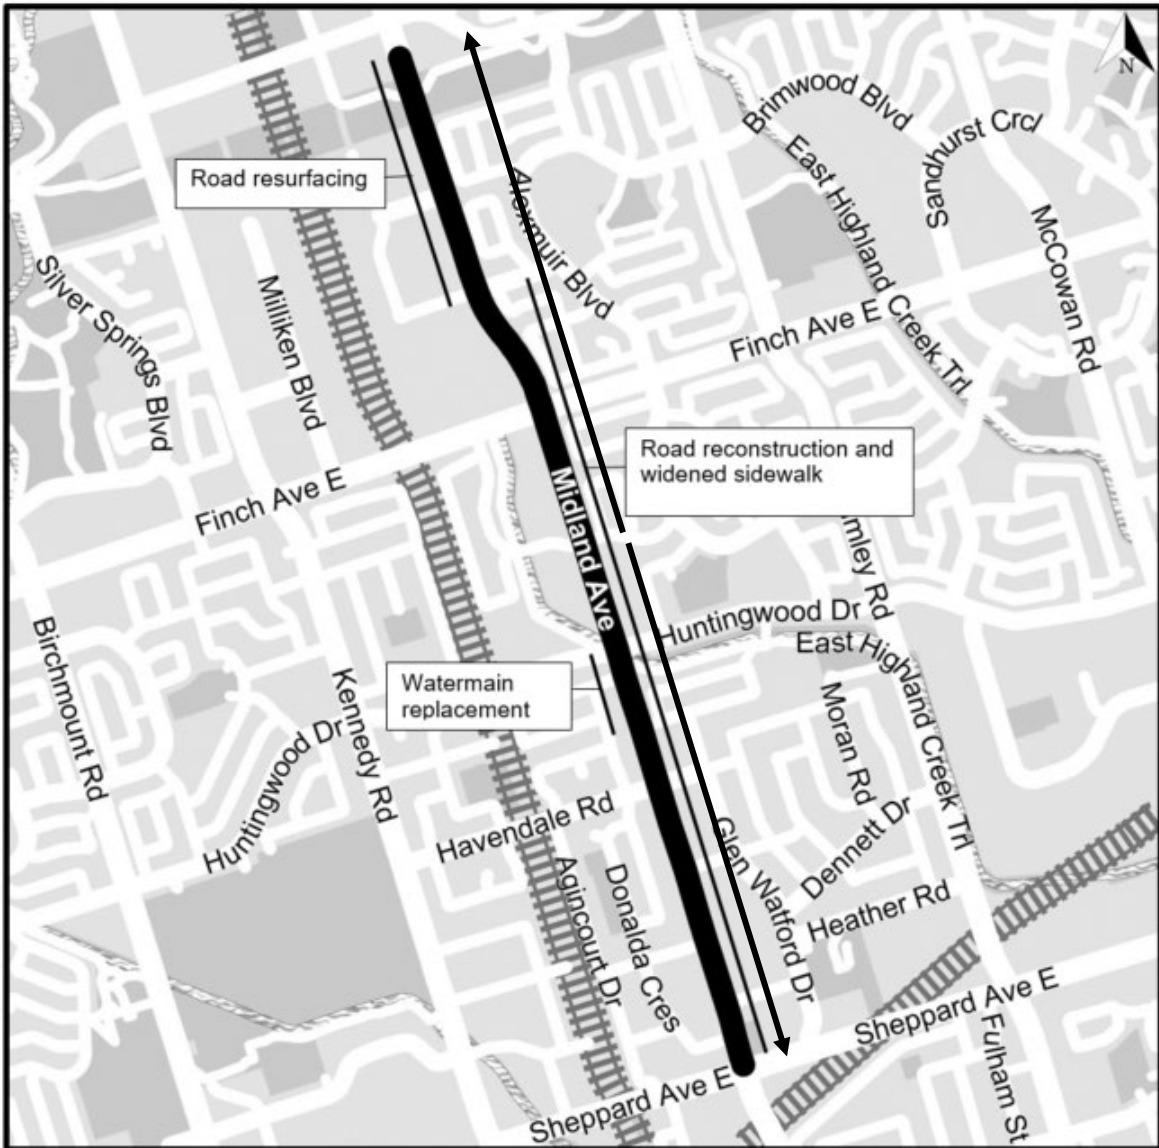 N
Brimwood Blvd
Sandhurst Crcl
Road resurfacing
Alexmuir Blvd
East Highland Creek Trl
McCowan Rd
Silver Springs Blvd
Milliken Blvd
Finch Ave E
Road reconstruction and
widened sidewalk
Finch Ave E
Midland Ave
Huntingwood Dr
East Highland Creek Trl
Birchmount Rd
Kennedy Rd
Watermain
replacement
Moran Rd
Huntingwood Dr
Havendale Rd
Glen Watford Dr
Dennett Dr
Agincourt Dr
Donalda Cres
Heather Rd
Sheppard Ave E
Sheppard Ave E
Fulham St